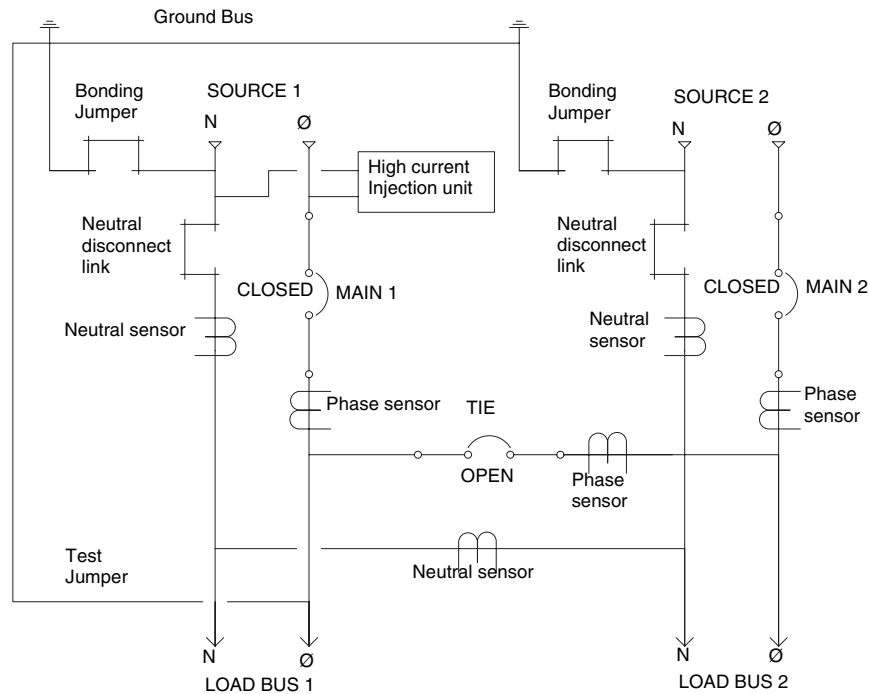 Ground Bus
Bonding
Jumper
SOURCE 1
N
Ø
High current
Injection unit
Bonding
Jumper
SOURCE 2
N
Ø
Neutral
disconnect
link
CLOSED
MAIN 1
Neutral sensor
Phase sensor
Neutral
disconnect
link
CLOSED
MAIN 2
Neutral
sensor
Phase
sensor
TIE
OPEN
Phase
sensor
Neutral sensor
Test
Jumper
N
Ø
LOAD BUS 1
N
Ø
LOAD BUS 2